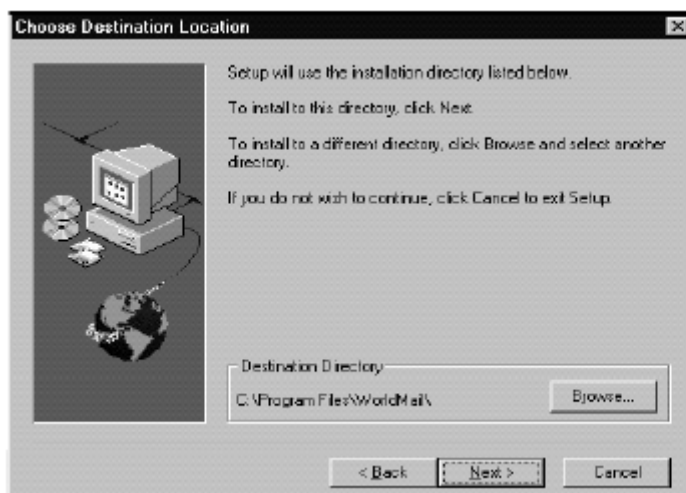 Choose Destination Location
Setup will use the installation directory listed below.
To install to this directory, click Next.
To install to a different directory, click Browse and select another
directory.
If you do not wish to continue, click Cancel to exit Setup.
Destination Directory
C:\Program Files\WorldMail\
Browse...
< Back
Next >
Cancel